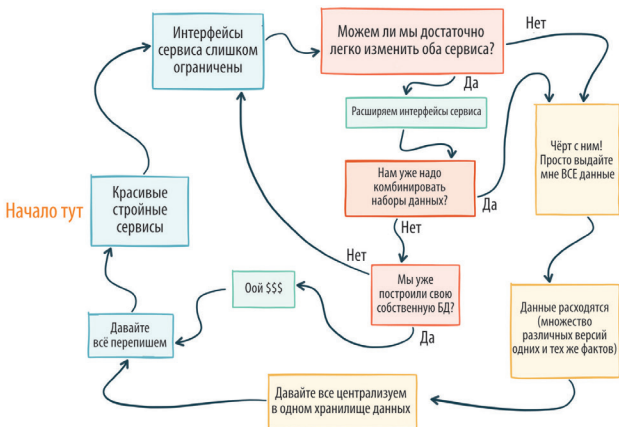 Интерфейсы
сервиса слишком
ограничены
Можем ли мы достаточно
легко изменить оба сервиса?
Нет
Да
Расширяем интерфейсы сервиса
Чёрт с ним!
Просто выдайте
мне ВСЕ данные
Нам уже надо
комбинировать
наборы данных?
Да
Начало тут
Красивые
стройные
сервисы
Нет
Нет
Мы уже
построили свою
собственную БД?
Да
Оой $$$
Давайте
всё перепишем
Данные расходятся
(множество
различных версий
одних и тех же фактов)
Давайте все централизуем
в одном хранилище данных